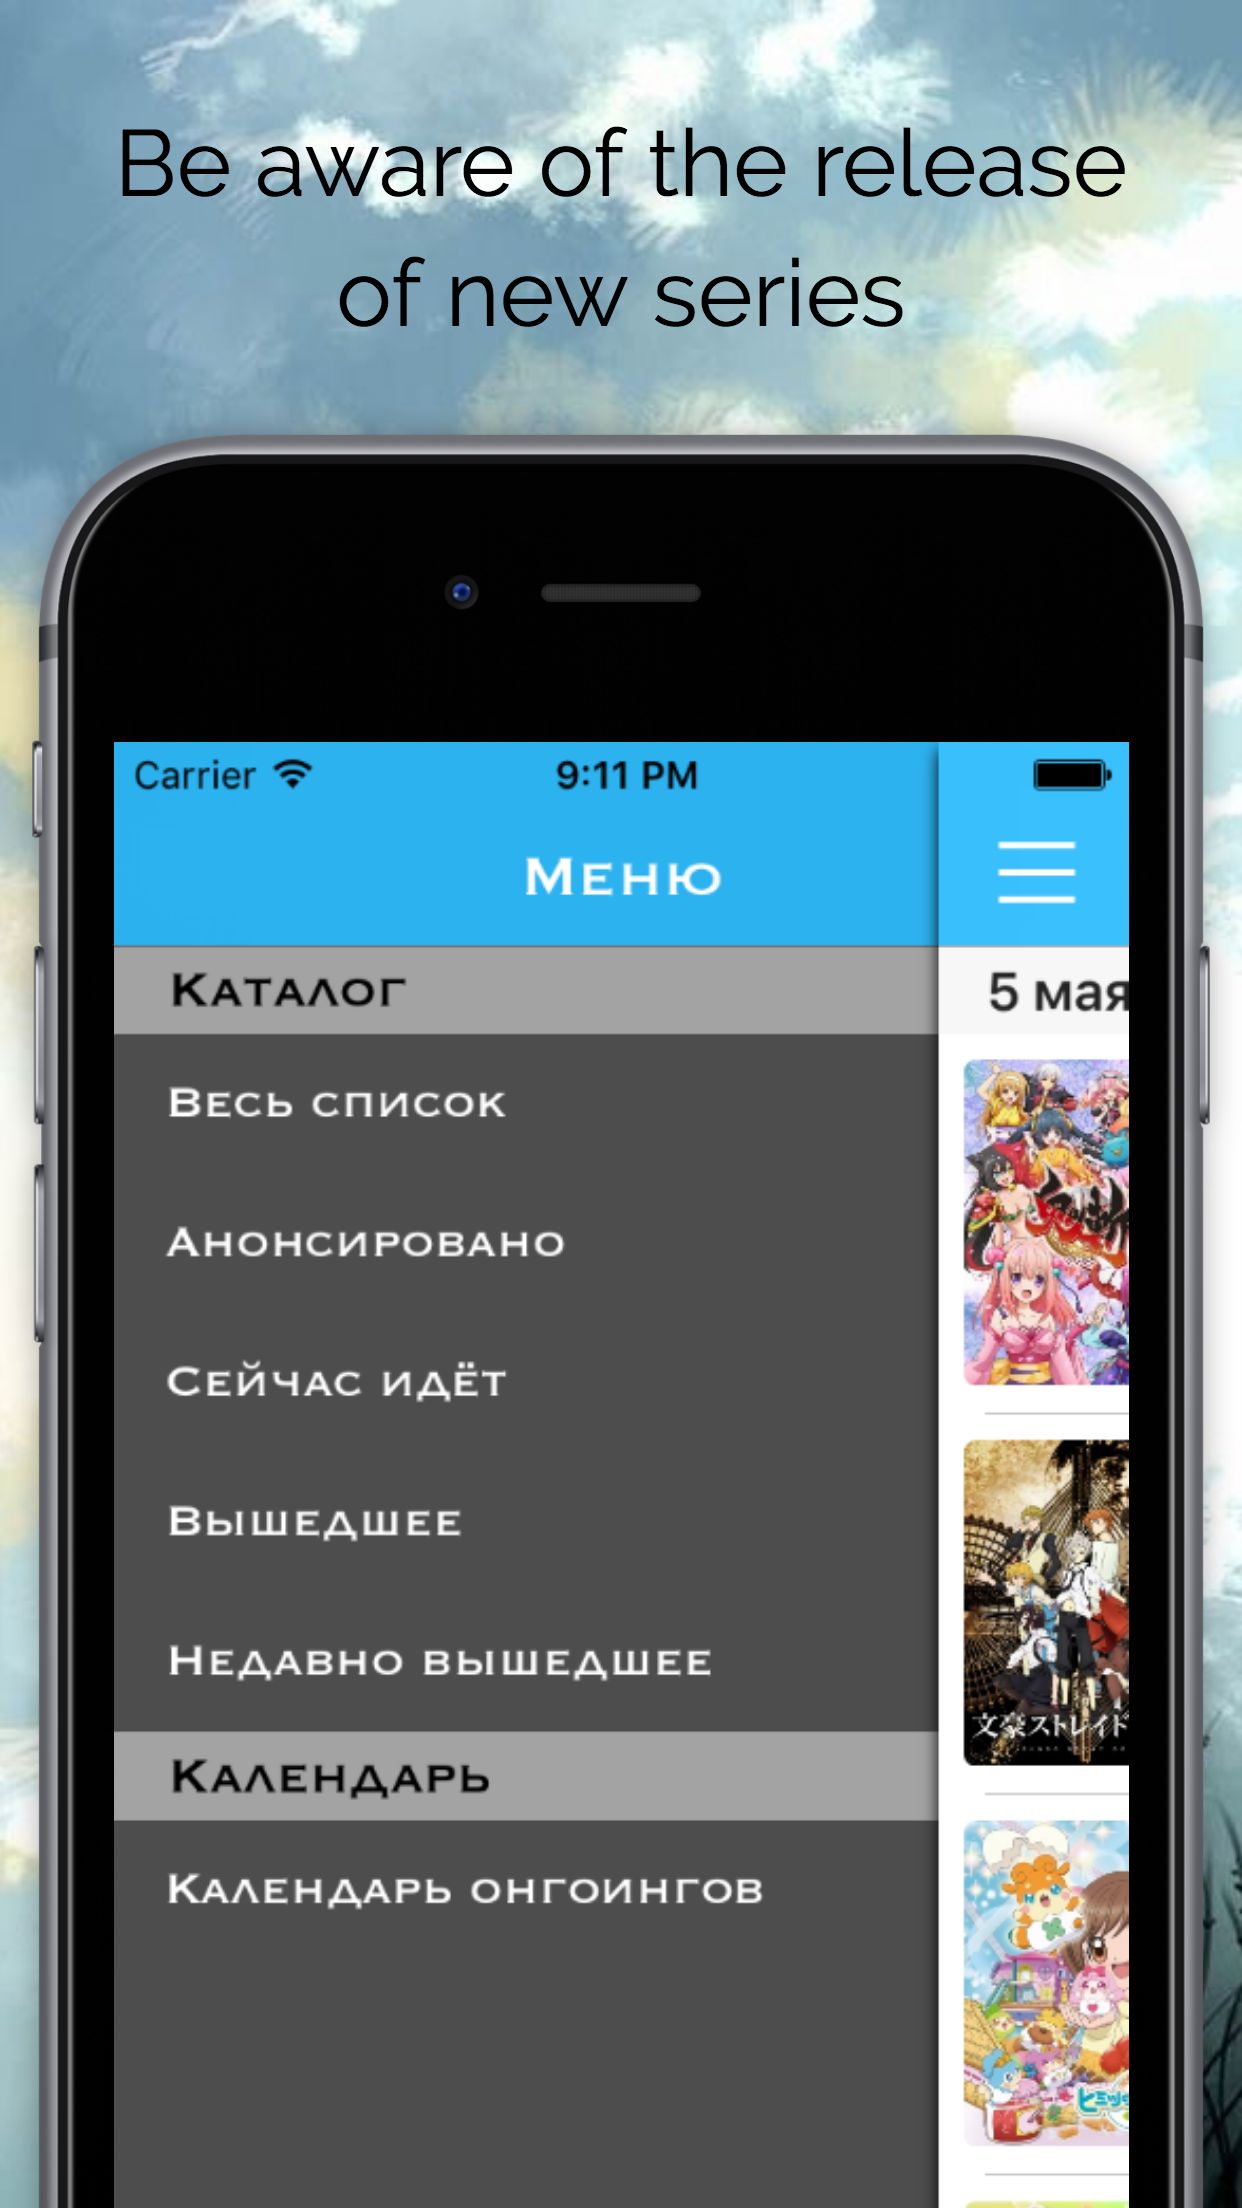 Be aware of the release
of new series
Carrier 9:11 PM
Меню
Каталог
5 мая
Весь список
Анонсировано
Сейчас идёт
Вышедшее
Недавно вышедшее
文豪ストレイド
Календарь
Календарь онгоингов